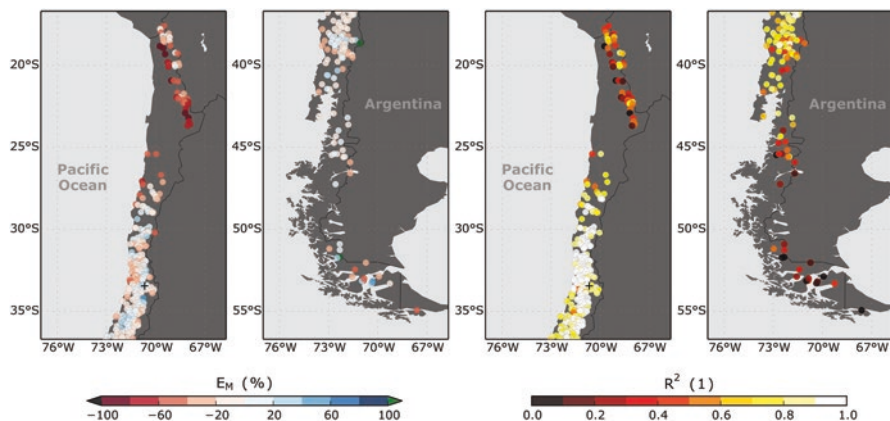 20°S
25°S
30°S
35°S
Pacific
Ocean
76°W 73°W 70°W 67°W
40°S
45°S
50°S
55°S
Argentina
76°W 73°W 70°W 67°W
20°S
25°S
30°S
35°S
Pacific
Ocean
76°W 73°W 70°W 67°W
40°S
45°S
50°S
55°S
Argentina
76°W 73°W 70°W 67°W
E_M (%)
−100 −60 −20 20 60 100
R² (1)
0.0 0.2 0.4 0.6 0.8 1.0